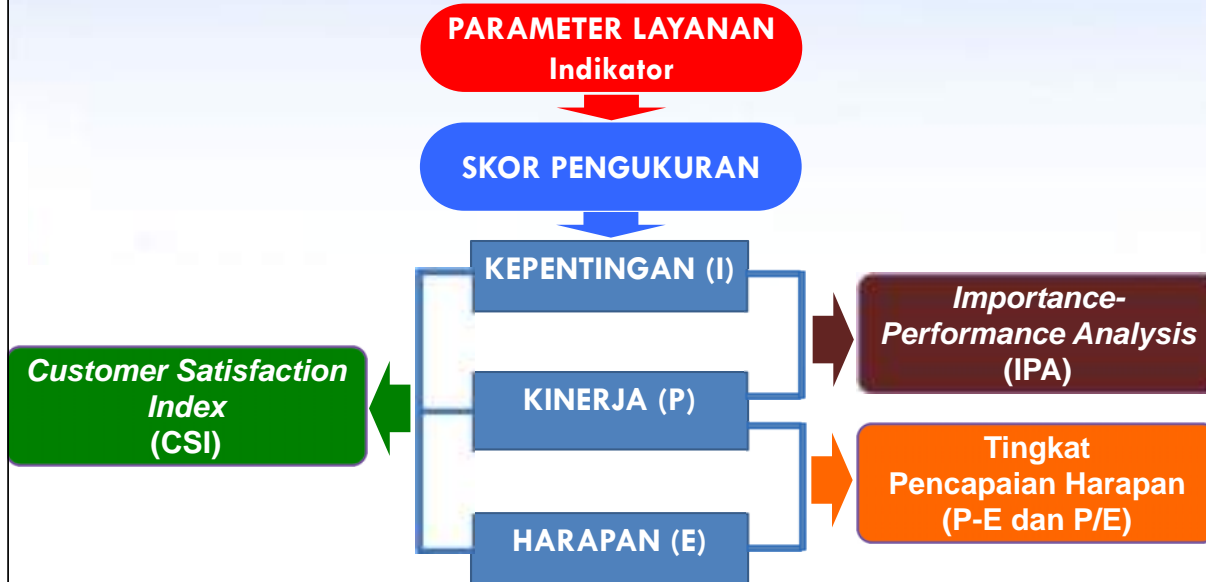 PARAMETER LAYANAN
Indikator
SKOR PENGUKURAN
KEPENTINGAN (I)
Importance-
Performance Analysis
(IPA)
Customer Satisfaction
Index
(CSI)
KINERJA (P)
Tingkat
Pencapaian Harapan
(P-E dan P/E)
HARAPAN (E)